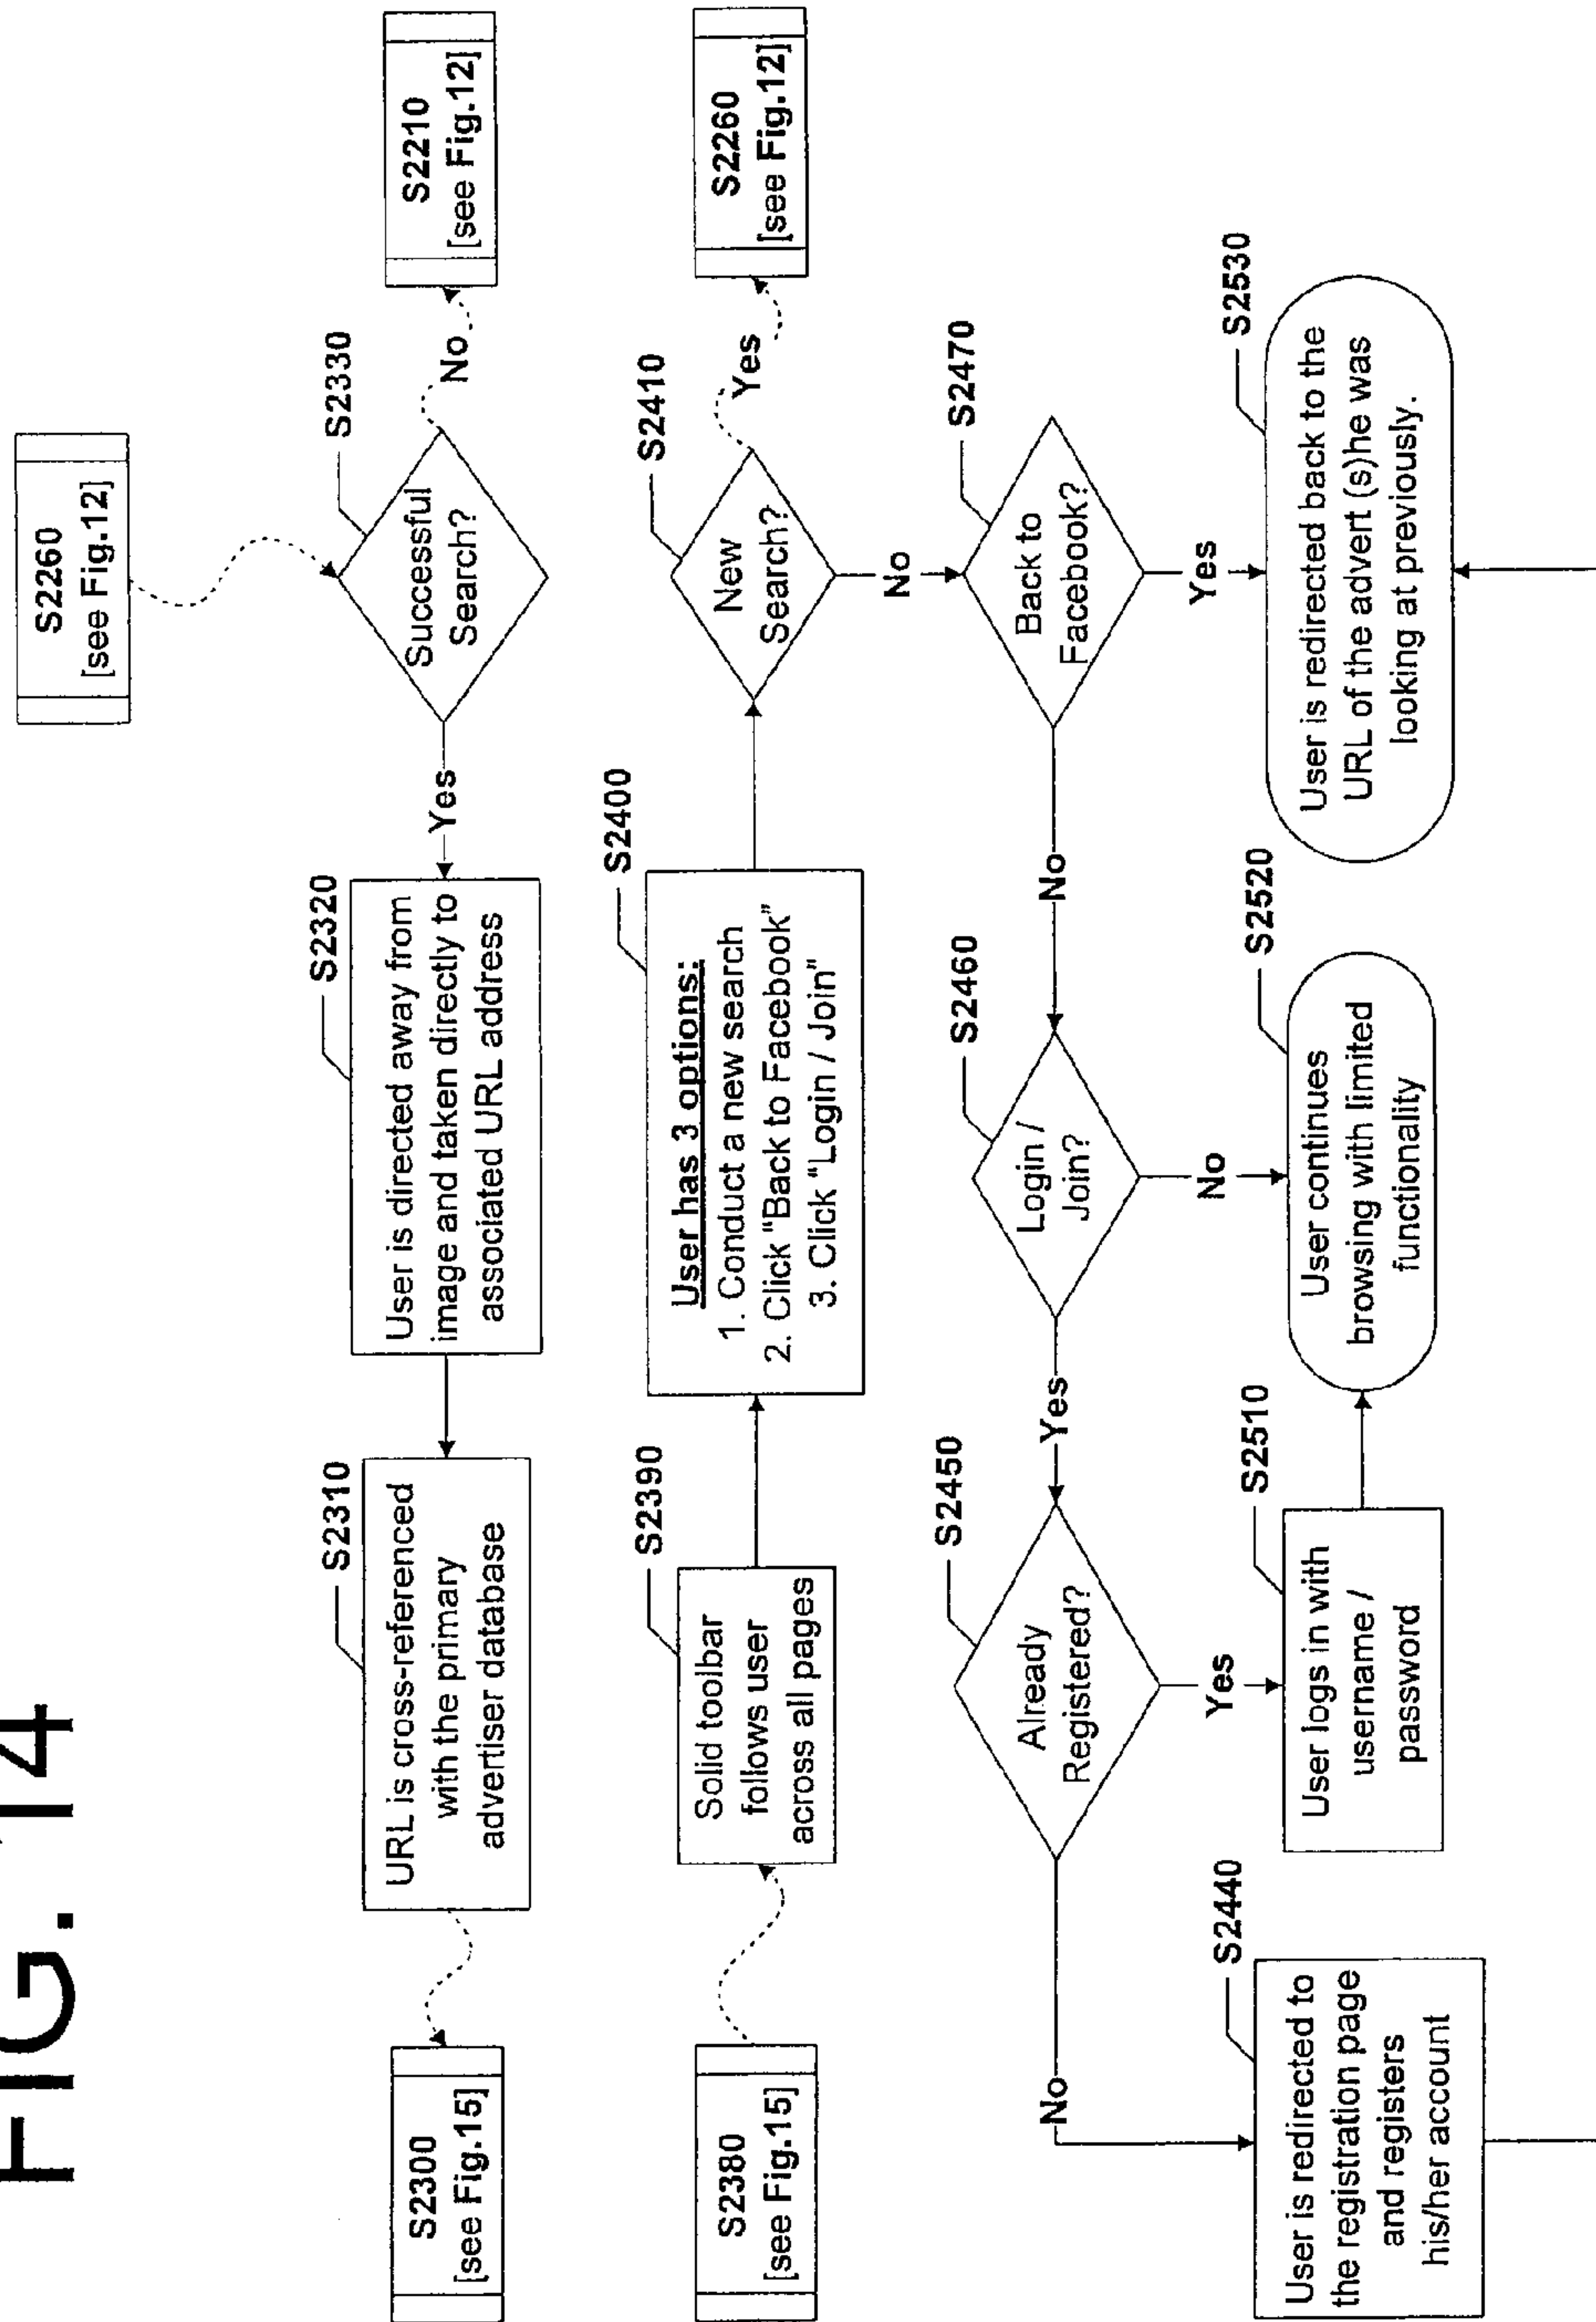 FIG. 14
S2260
[see Fig.12]
S2300
[see Fig.15]
S2310
URL is cross-referenced
with the primary
advertiser database
S2320
User is directed away from
image and taken directly to
associated URL address
Yes
S2330
Successful
Search?
No
S2210
[see Fig.12]
S2380
[see Fig.15]
S2390
Solid toolbar
follows user
across all pages
S2400
User has 3 options:
1. Conduct a new search
2. Click "Back to Facebook"
3. Click "Login / Join"
S2410
New
Search?
Yes
S2260
[see Fig.12]
No
S2450
Already
Registered?
Yes
S2460
Login /
Join?
No
S2470
Back to
Facebook?
No
Yes
No
Yes
S2440
User is redirected to
the registration page
and registers
his/her account
S2510
User logs in with
username /
password
S2520
User continues
browsing with limited
functionality
S2530
User is redirected back to the
URL of the advert (s)he was
looking at previously.